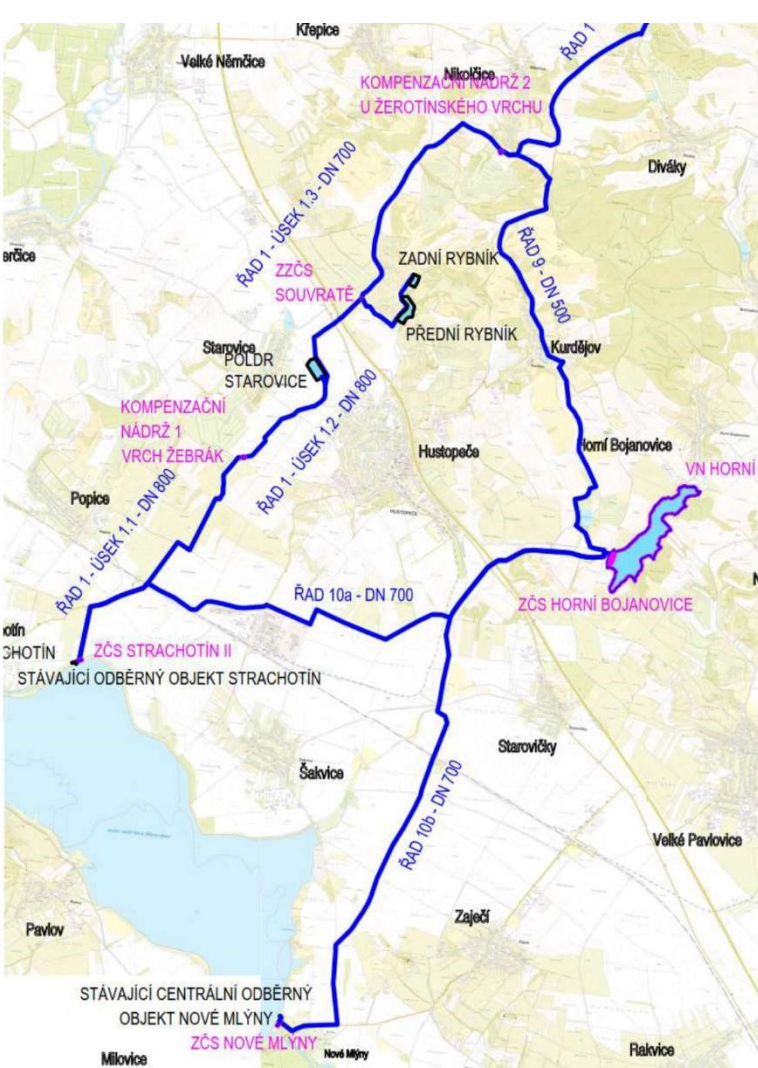 Křepice
ŘAD 1
Velké Němčice
Nikolčice
KOMPENZAČNÍ NÁDRŽ 2
U ŽEROTÍNSKÉHO VRCHU
Diváky
ŘAD 1 - ÚSEK 1.3 - DN 700
erčice
ZZČS
SOUVRATĚ
ZADNÍ RYBNÍK
ŘAD 9 - DN 500
PŘEDNÍ RYBNÍK
Starovice
POLDR
STAROVICE
Kurdějov
KOMPENZAČNÍ
NÁDRŽ 1
VRCH ŽEBRÁK
ŘAD 1 - ÚSEK 1.2 - DN 800
Hustopeče
Horní Bojanovice
VN HORNÍ
Popice
HUSTOPEČE
ŘAD 1 - ÚSEK 1.1 - DN 800
ŘAD 10a - DN 700
ZČS HORNÍ BOJANOVICE
otín
CHOTÍN
ZČS STRACHOTÍN II
STÁVAJÍCÍ ODBĚRNÝ OBJEKT STRACHOTÍN
Starovičky
Šakvice
ŘAD 10b - DN 700
Velké Pavlovice
Zaječí
Pavlov
STÁVAJÍCÍ CENTRÁLNÍ ODBĚRNÝ
OBJEKT NOVÉ MLÝNY
ZČS NOVÉ MLÝNY
Nové Mlýny
Milovice
Rakvice